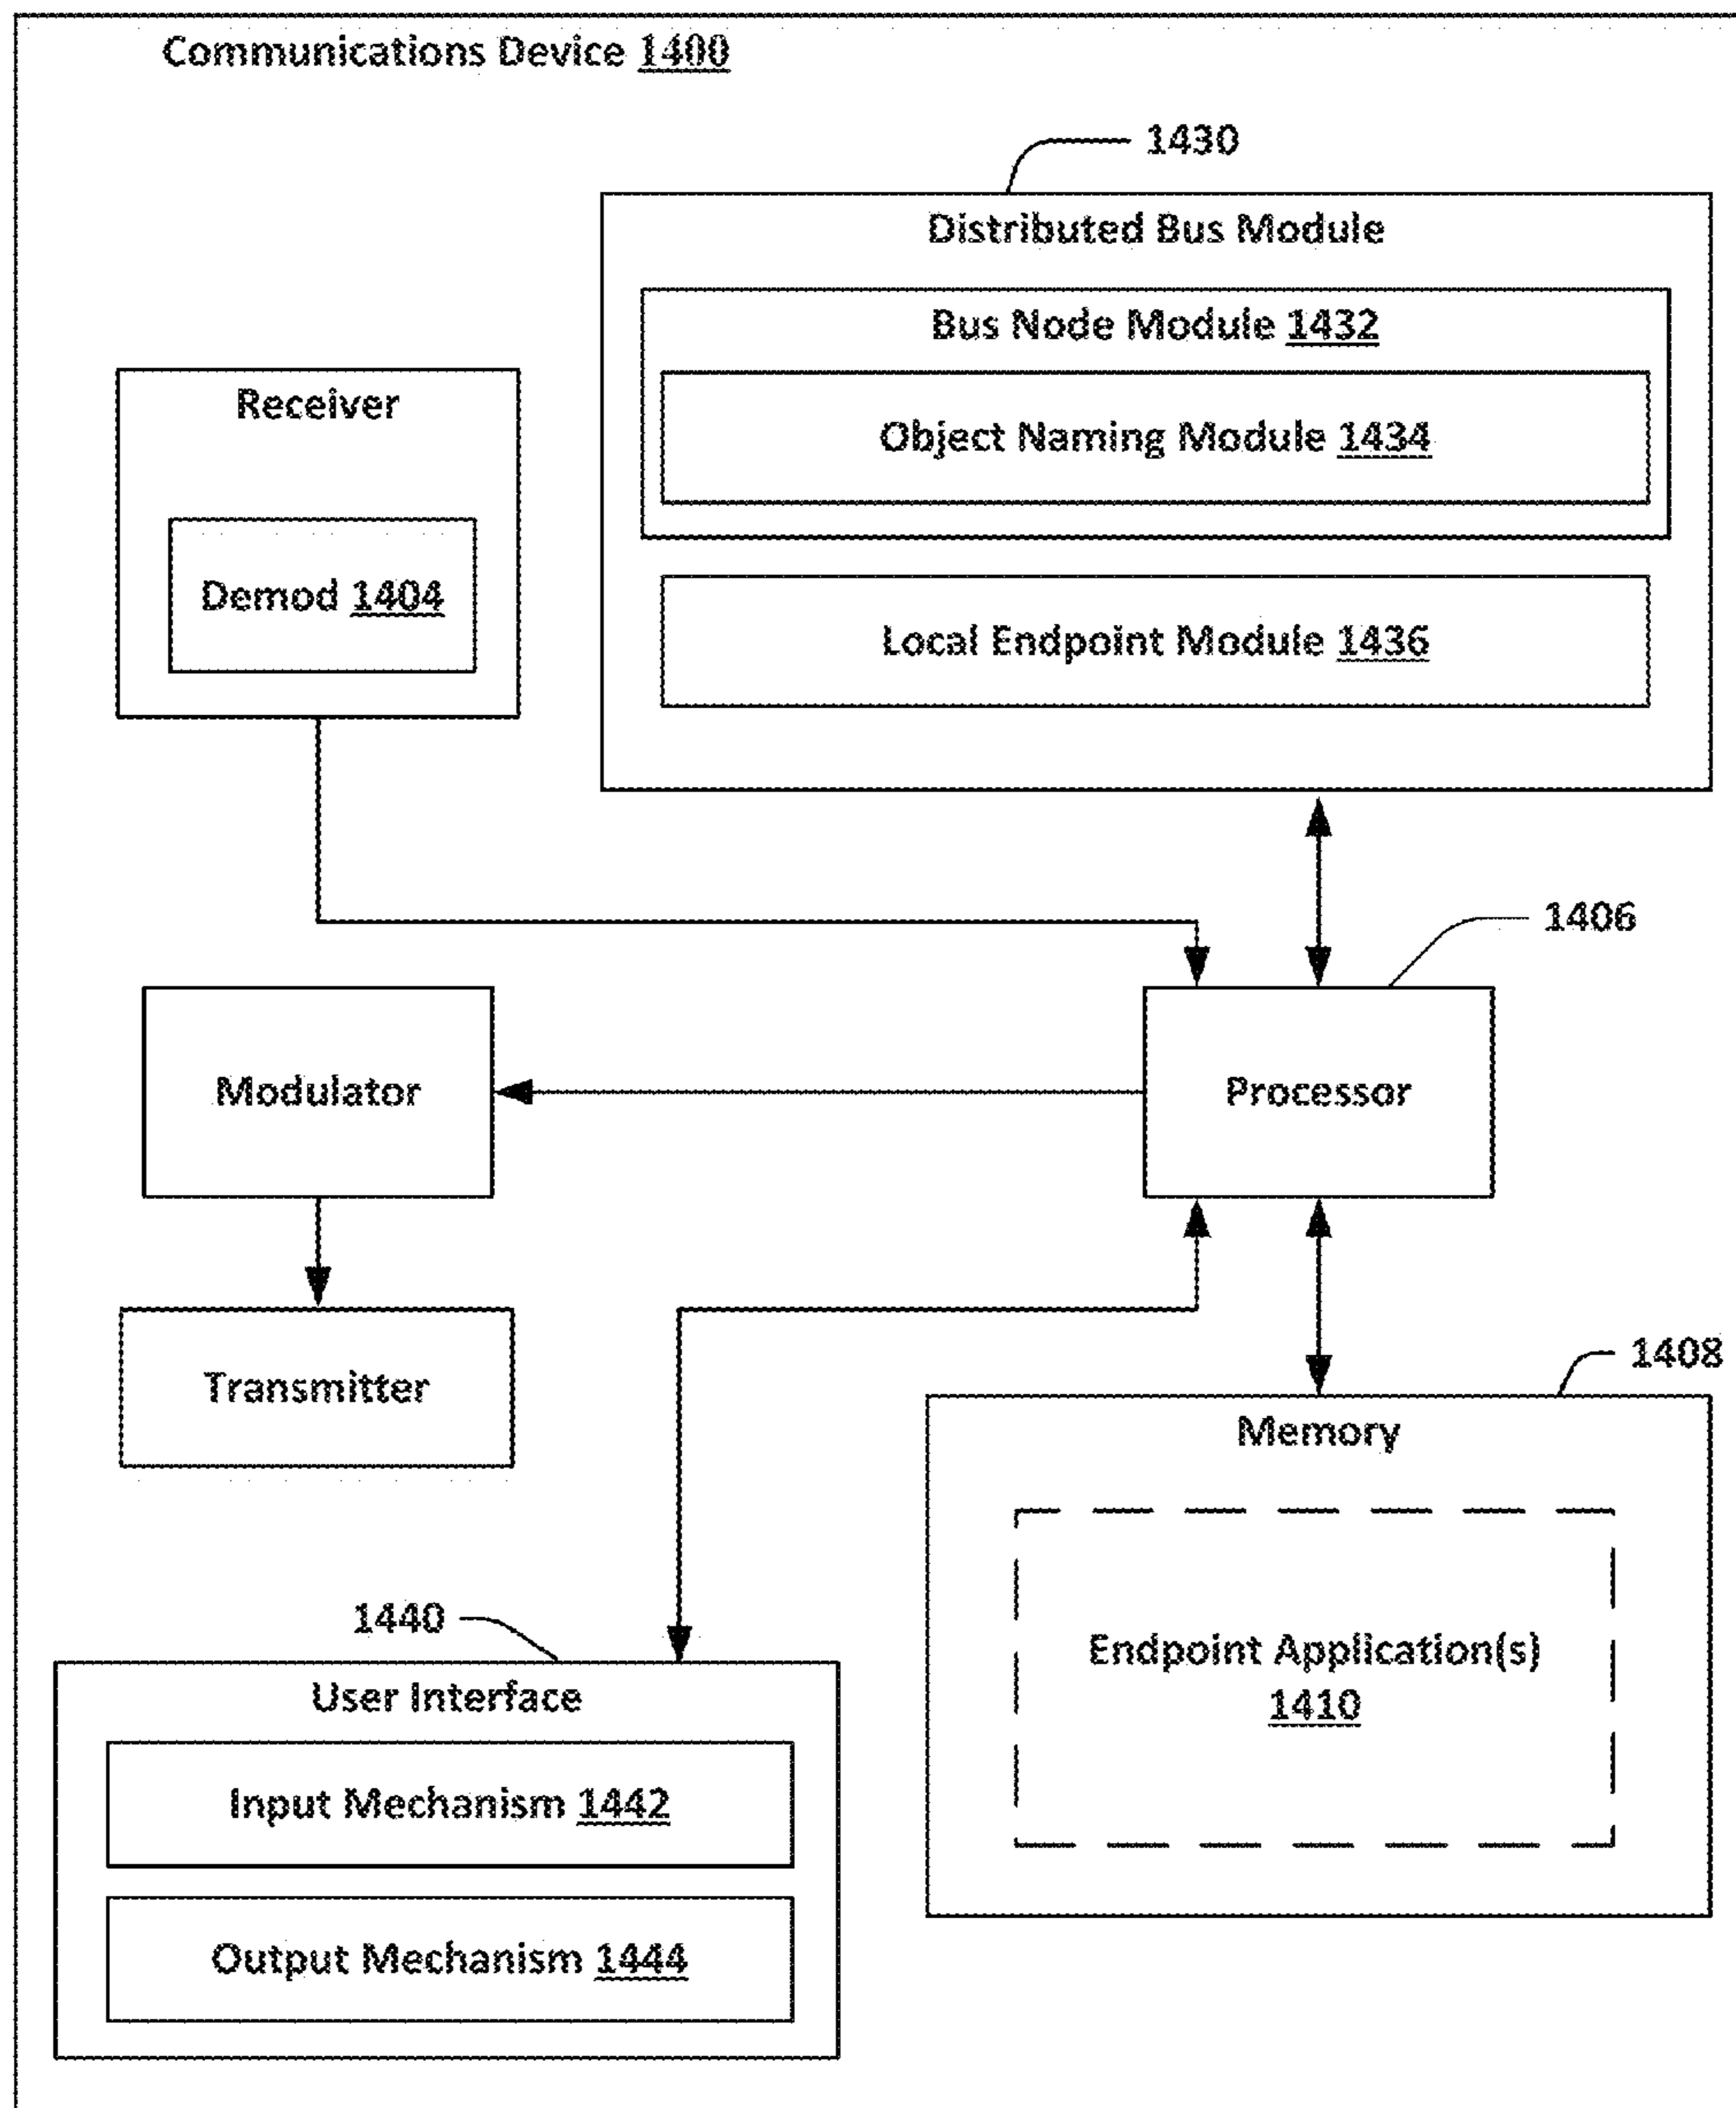 Communications Device 1400
1430
Distributed Bus Module
Bus Node Module 1432
Receiver
Object Naming Module 1434
Demod 1404
Local Endpoint Module 1436
1406
Modulator
Processor
Transmitter
1408
Memory
1440
Endpoint Application(s)
1410
User Interface
Input Mechanism 1442
Output Mechanism 1444